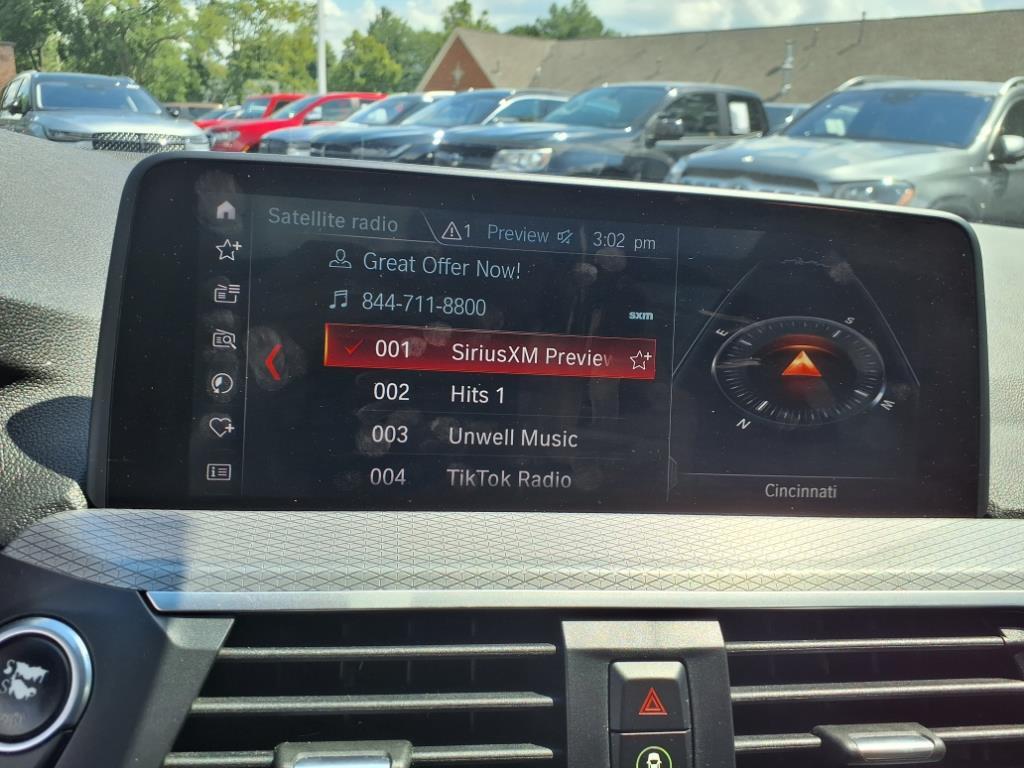 Satellite radio
1 Preview 3:02 pm
Great Offer Now!
844-711-8800
sxm
001 SiriusXM Preview
002 Hits 1
003 Unwell Music
004 TikTok Radio
E S
N W
Cincinnati